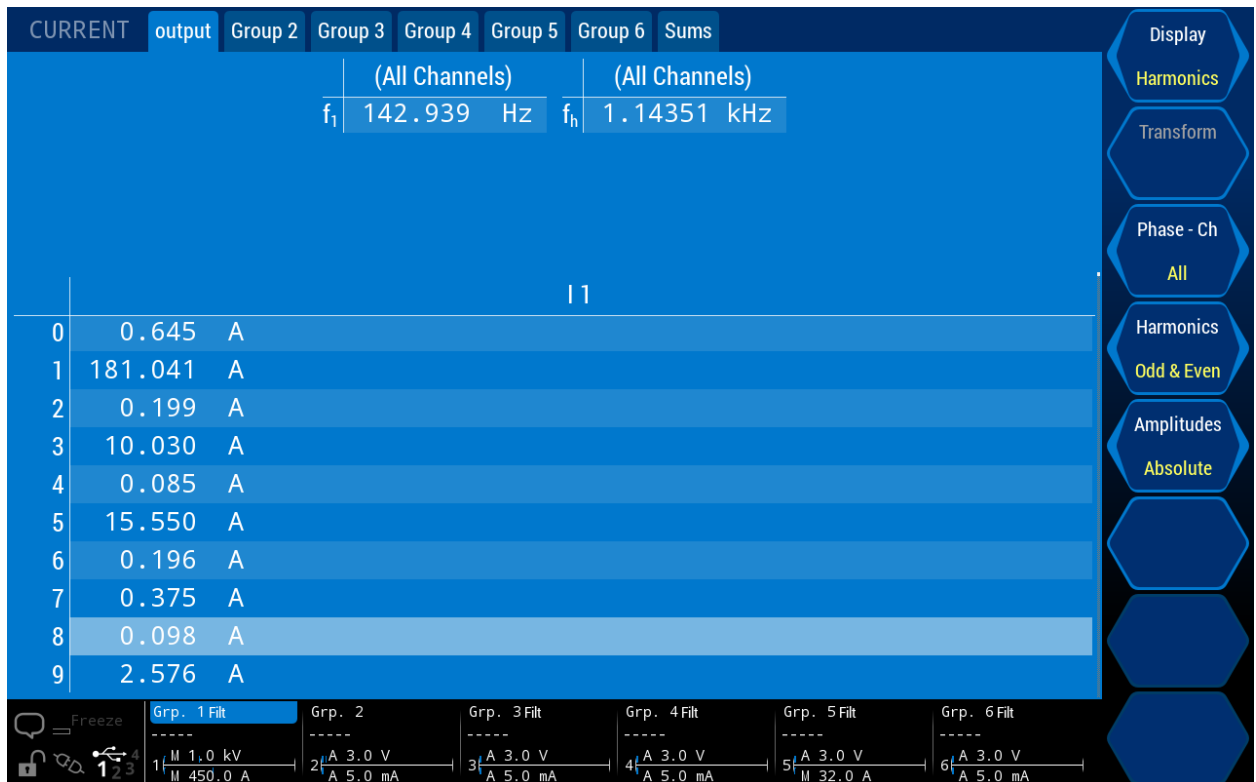 CURRENT output Group 2 Group 3 Group 4 Group 5 Group 6 Sums
(All Channels) (All Channels)
f1 142.939 Hz fh 1.14351 kHz
I1
0 0.645 A
1 181.041 A
2 0.199 A
3 10.030 A
4 0.085 A
5 15.550 A
6 0.196 A
7 0.375 A
8 0.098 A
9 2.576 A
Display
Harmonics
Transform
Phase - Ch
All
Harmonics
Odd & Even
Amplitudes
Absolute
Freeze
4
1 2 3
Grp. 1 Filt
-----
1 M 1.0 kV
M 450.0 A
Grp. 2
-----
2 A 3.0 V
A 5.0 mA
Grp. 3 Filt
-----
3 A 3.0 V
A 5.0 mA
Grp. 4 Filt
-----
4 A 3.0 V
A 5.0 mA
Grp. 5 Filt
-----
5 A 3.0 V
M 32.0 A
Grp. 6 Filt
-----
6 A 3.0 V
A 5.0 mA